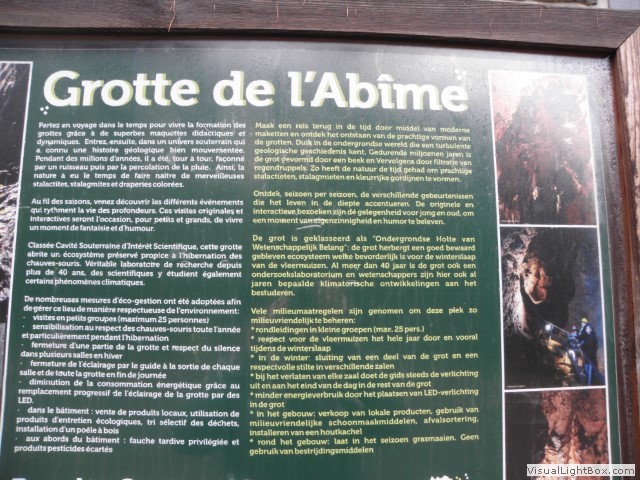 Grotte de l'Abîme
Partez en voyage dans le temps pour vivre la formation des
grottes grâce à de superbes maquettes didactiques et
dynamiques. Entrez, ensuite, dans un univers souterrain qui
a connu une histoire géologique bien mouvementée.
Pendant des millions d'années, il a été, tour à tour, façonné
par un ruisseau puis par la percolation de la pluie. Ainsi, la
nature a eu le temps de faire naître de merveilleuses
stalactites, stalagmites et draperies colorées.
Au fil des saisons, venez découvrir les différents événements
qui rythment la vie des profondeurs. Ces visites originales et
interactives seront l'occasion, pour petits et grands, de vivre
un moment de fantaisie et d'humour.
Classée Cavité Souterraine d'Intérêt Scientifique, cette grotte
abrite un écosystème préservé propice à l'hibernation des
chauves-souris. Véritable laboratoire de recherche depuis
plus de 40 ans, des scientifiques y étudient également
certains phénomènes climatiques.
De nombreuses mesures d'éco-gestion ont été adoptées afin
de gérer ce lieu de manière respectueuse de l'environnement:
· visites en petits groupes (maximum 25 personnes)
· sensibilisation au respect des chauves-souris toute l'année
et particulièrement pendant l'hibernation
· fermeture d'une partie de la grotte et respect du silence
dans plusieurs salles en hiver
· fermeture de l'éclairage par le guide à la sortie de chaque
salle et de toute la grotte en fin de journée
· diminution de la consommation énergétique grâce au
remplacement progressif de l'éclairage de la grotte par des
LED.
· dans le bâtiment : vente de produits locaux, utilisation de
produits d'entretien écologiques, tri sélectif des déchets,
installation d'un poêle à bois
· aux abords du bâtiment : fauche tardive privilégiée et
produits pesticides écartés
Maak een reis terug in de tijd door middel van moderne
maketten en ontdek het ontstaan van de prachtige vormen van
de grotten. Duik in de ondergrondse wereld die een turbulente
geologische geschiedenis kent. Gedurende miljoenen jaren is
de grot gevormd door een beek en Vervolgens door filtratie van
regendruppels. Zo heeft de natuur de tijd gehad om prachtige
stalactieten, stalagmieten en kleurrijke gordijnen te vormen.
Ontdek, seizoen per seizoen, de verschillende gebeurtenissen
die het leven in de diepte accentueren. De originele en
interactieve bezoeken zijn dé gelegenheid voor jong en oud, om
een moment van eigenzinnigheid en humor te beleven.
De grot is geklasseerd als "Ondergrondse Holte van
Wetenschappelijk Belang": de grot herbergt een goed bewaard
gebleven ecosysteem welke bevorderlijk is voor de winterslaap
van de vleermuizen. Al meer dan 40 jaar is de grot ook een
onderzoekslaboratorium en wetenschappers zijn hier ook al
jaren bepaalde klimatologische ontwikkelingen aan het
bestuderen.
Vele milieumaatregelen zijn genomen om deze plek zo
milieuvriendelijk te beheren:
* rondleidingen in kleine groepen (max. 25 pers.)
* respect voor de vleermuizen het hele jaar door en vooral
tijdens de winterslaap
* in de winter: sluiting van een deel van de grot en een
respectvolle stilte in verschillende zalen
* bij het verlaten van elke zaal doet de gids steeds de verlichting
uit en aan het eind van de dag in de rest van de grot
* minder energieverbruik door het plaatsen van LED-verlichting
in de grot
* in het gebouw: verkoop van lokale producten, gebruik van
milieuvriendelijke schoonmaakmiddelen, afvalsortering,
installeren van een houtkachel
* rond het gebouw: laat in het seizoen grasmaaien. Geen
gebruik van bestrijdingsmiddelen
VisualLightBox.com